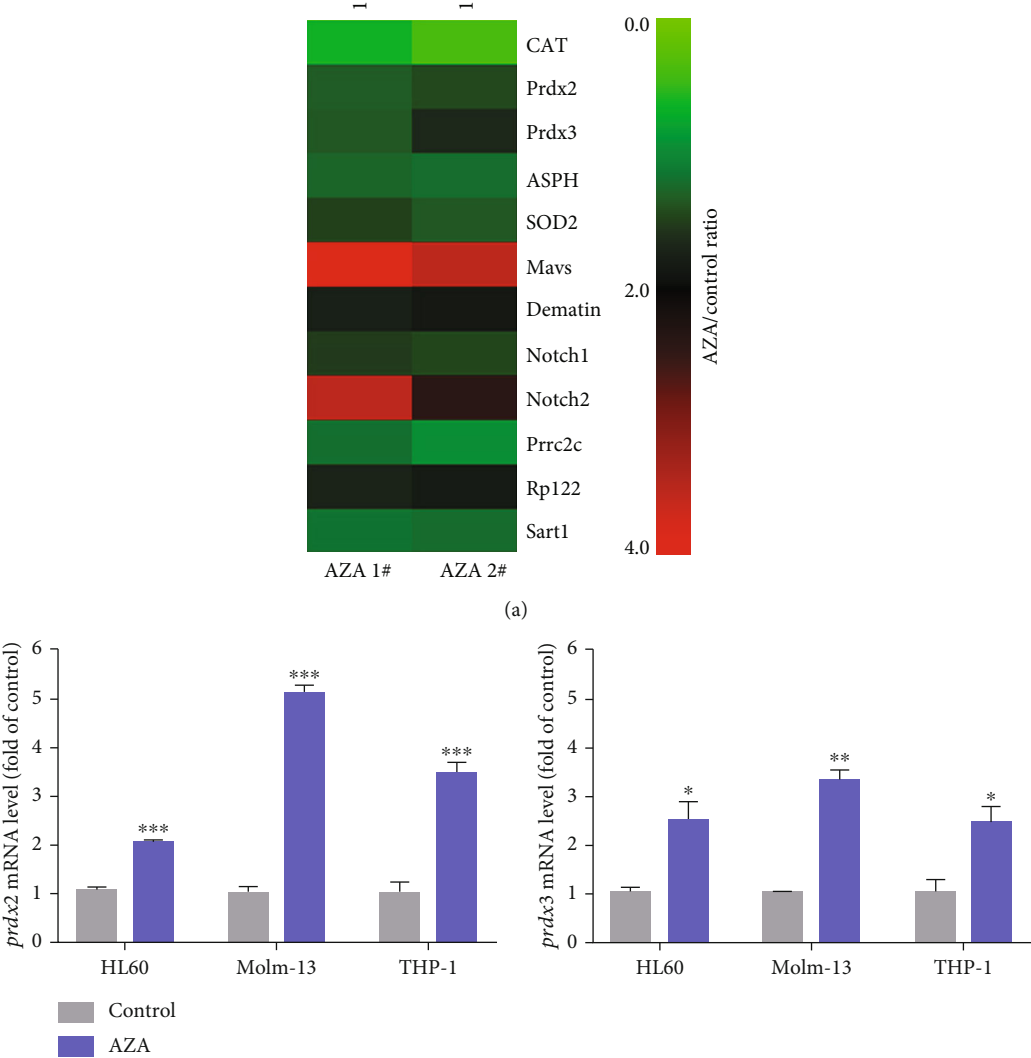 1 1
CAT
Prdx2
Prdx3
ASPH
SOD2
Mavs
Dematin
Notch1
Notch2
Prrc2c
Rp122
Sart1
AZA 1# AZA 2#
0.0
2.0
4.0
AZA/control ratio
(a)
prdx2 mRNA level (fold of control)
6
5
4
3
2
1
0
***
***
***
HL60 Molm-13 THP-1
prdx3 mRNA level (fold of control)
6
5
4
3
2
1
0
*
**
*
HL60 Molm-13 THP-1
Control
AZA